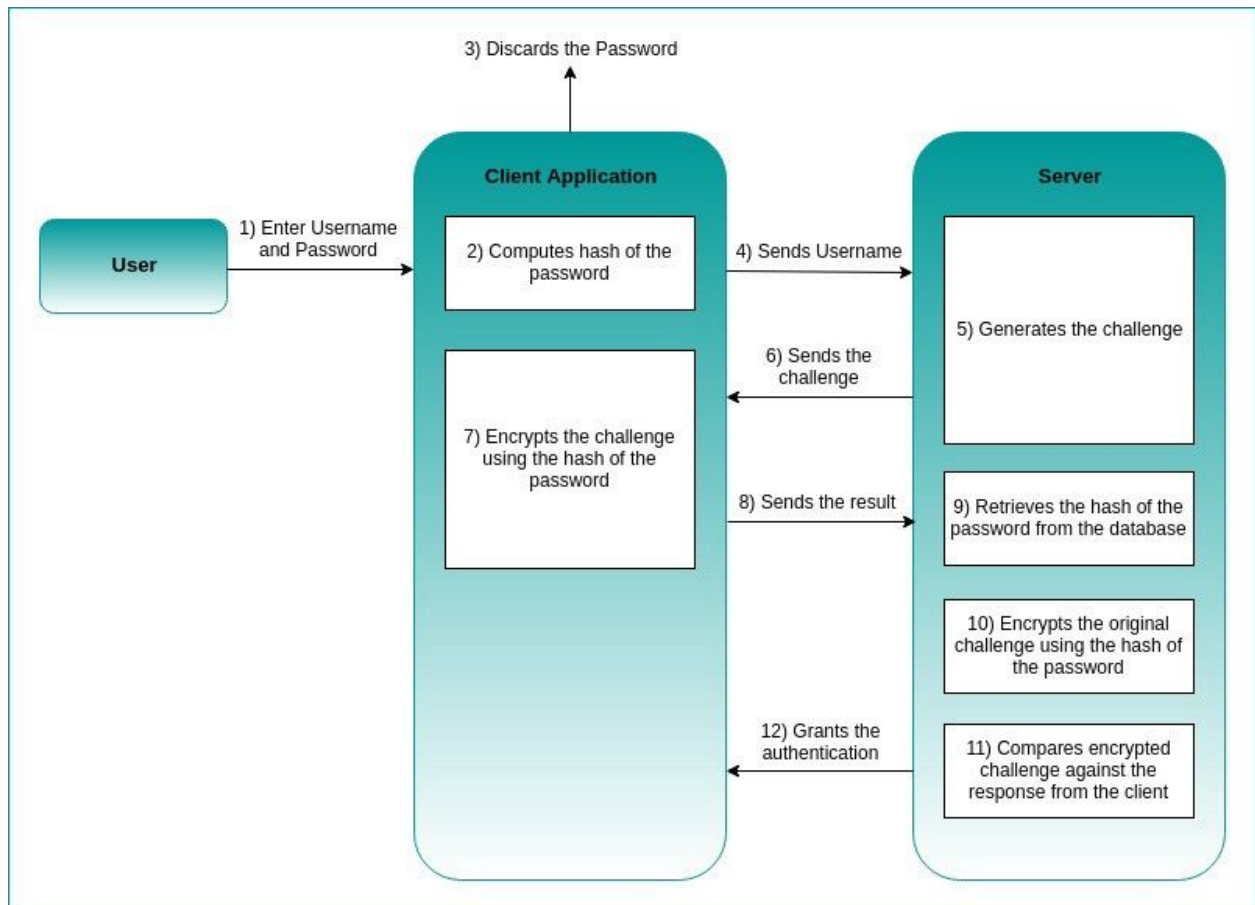 3) Discards the Password
Client Application
Server
User
1) Enter Username
and Password
2) Computes hash of the
password
4) Sends Username
5) Generates the challenge
6) Sends the
challenge
7) Encrypts the challenge
using the hash of the
password
8) Sends the result
9) Retrieves the hash of the
password from the database
10) Encrypts the original
challenge using the hash of
the password
11) Compares encrypted
challenge against the
response from the client
12) Grants the
authentication